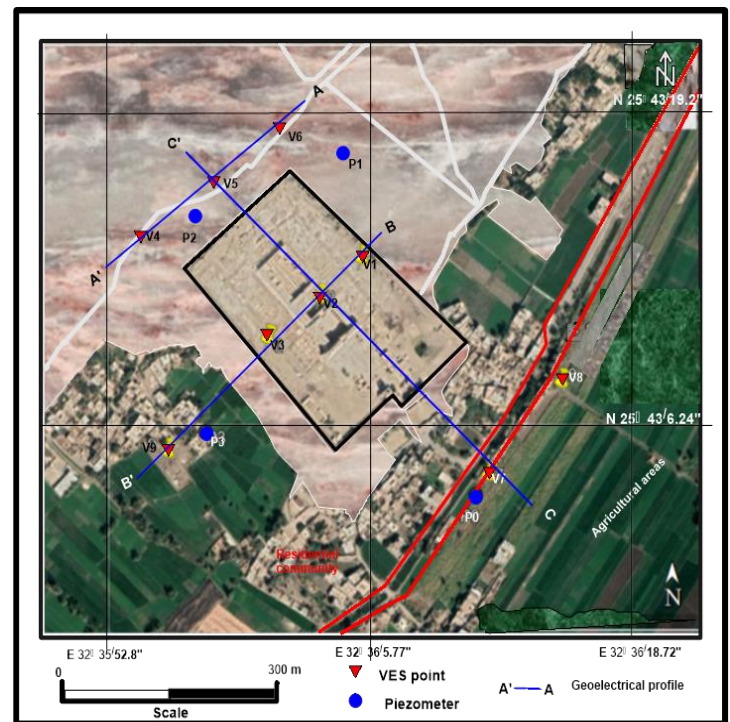 N
N 25▯ 43/19.2"
A
V6
C'
P1
V5
P2
B
V4
V1
A'
V2
V3
V8
N 25▯ 43/6.24"
P3
V9
B'
V7
P0
C
Agricultural areas
Residential
community
N
E 32▯ 35/52.8"
E 32▯ 36/5.77"
E 32▯ 36/18.72"
0
300 m
Scale
VES point
Piezometer
A'
A
Geoelectrical profile